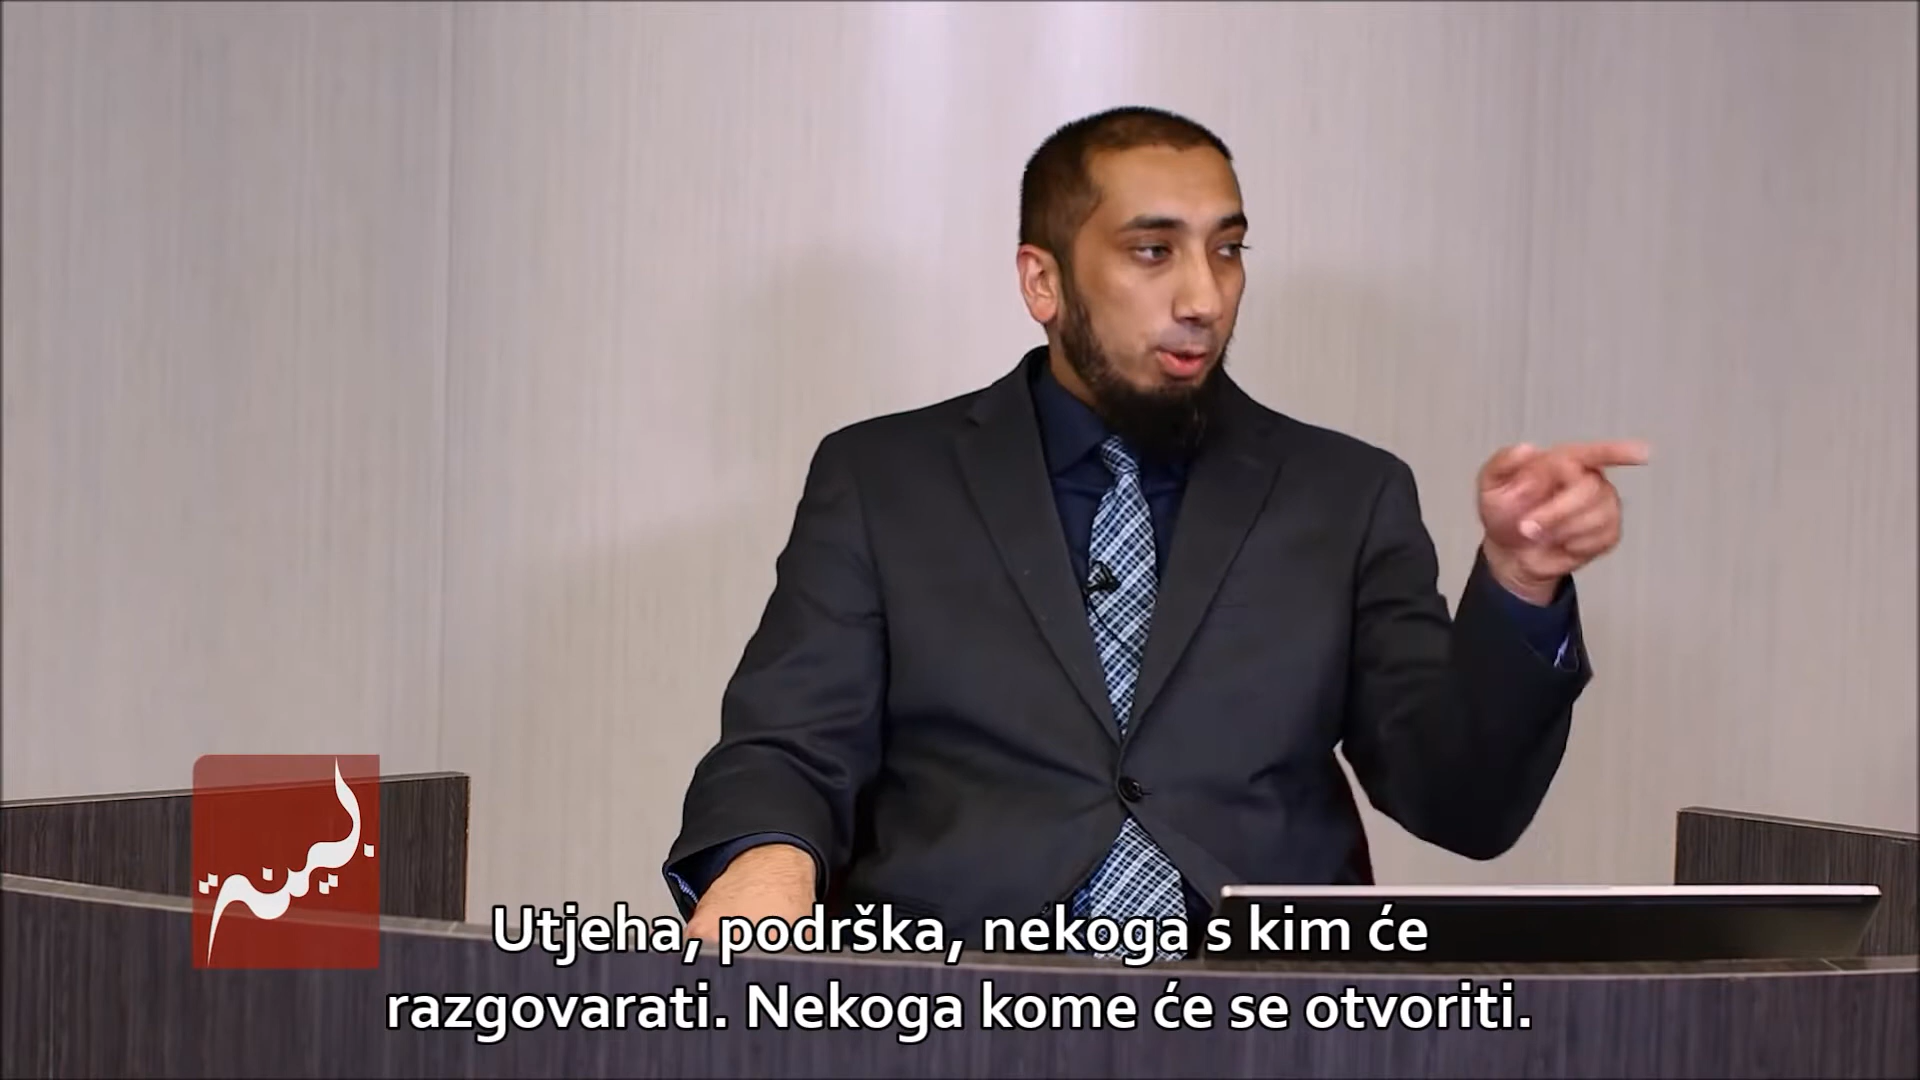 بينة
Utjeha, podrška, nekoga s kim će
razgovarati. Nekoga kome će se otvoriti.